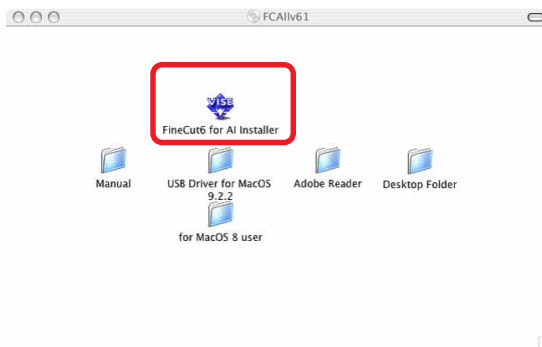 FCAIIv61
VISE
FineCut6 for AI Installer
Manual
USB Driver for MacOS
9.2.2
Adobe Reader
Desktop Folder
for MacOS 8 user